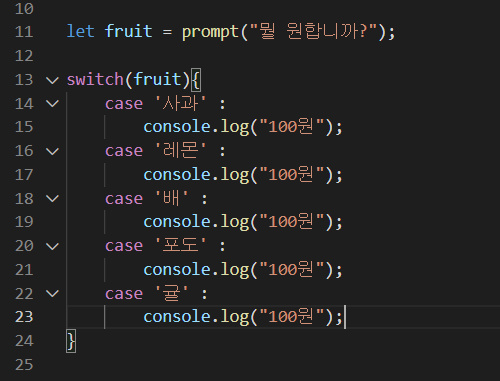 10
11 let fruit = prompt("뭘 원합니까?");
12
13 switch(fruit){
14 case '사과' :
15 console.log("100원");
16 case '레몬' :
17 console.log("100원");
18 case '배' :
19 console.log("100원");
20 case '포도' :
21 console.log("100원");
22 case '귤' :
23 console.log("100원");
24 }
25